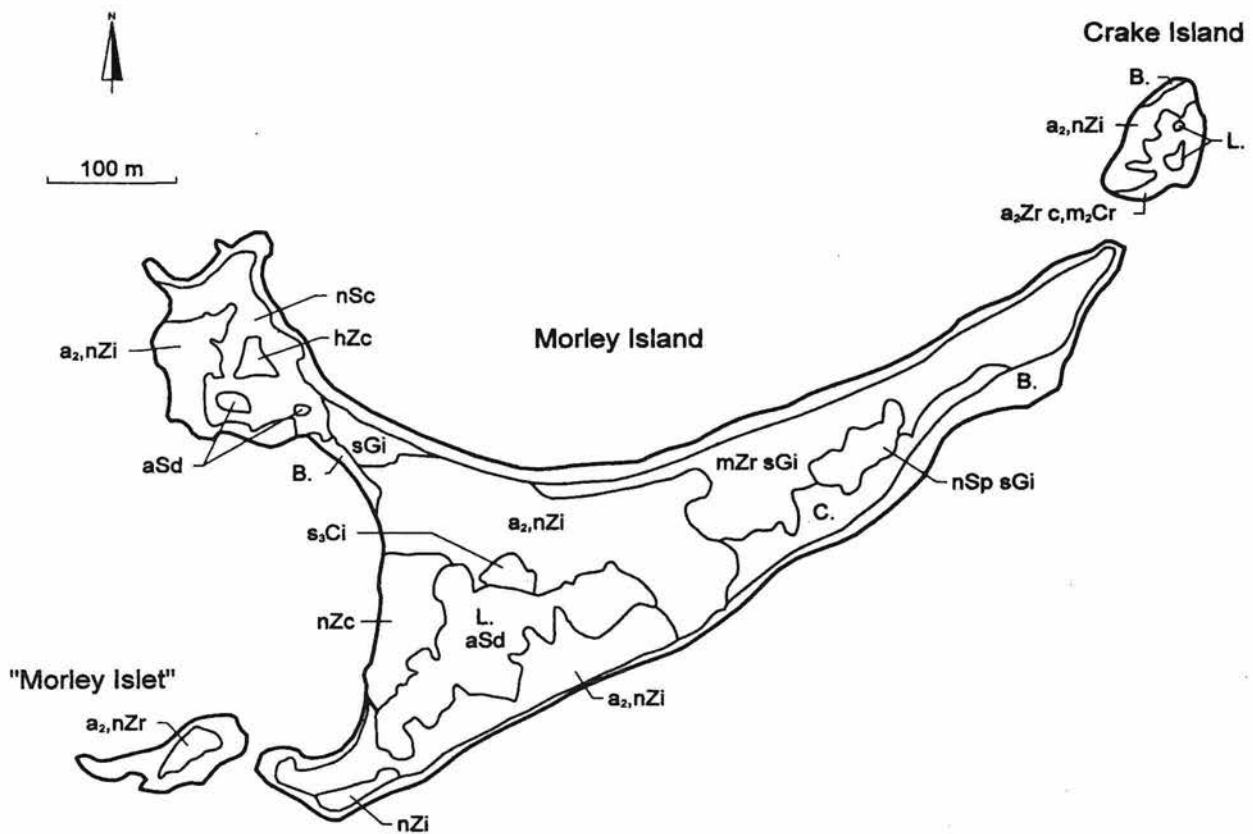 N
Crake Island
B.
a₂,nZi
L.
100 m
a₂Zr c,m₂Cr
nSc
hZc
a₂,nZi
Morley Island
B.
sGi
aSd
B.
mZr sGi
nSp sGi
C.
a₂,nZi
s₃Ci
nZc
L.
aSd
"Morley Islet"
a₂,nZi
a₂,nZr
nZi